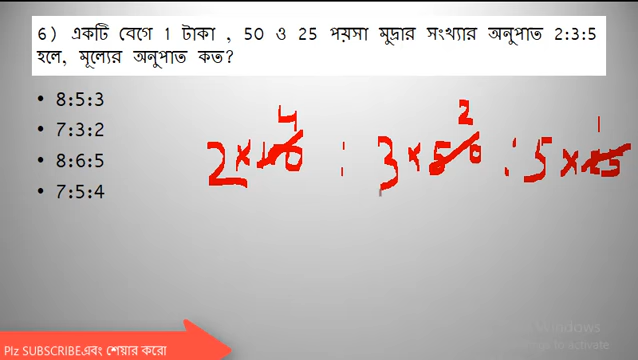 6) একটি বেগে 1 টাকা , 50 ও 25 পয়সা মুদ্রার সংখ্যার অনুপাত 2:3:5
হলে, মূল্যের অনুপাত কত?
• 8:5:3
• 7:3:2
• 8:6:5
• 7:5:4
4 2 1
2 × 100 : 3 × 50 : 5 × 25
Plz SUBSCRIBEএবং শেয়ার করো